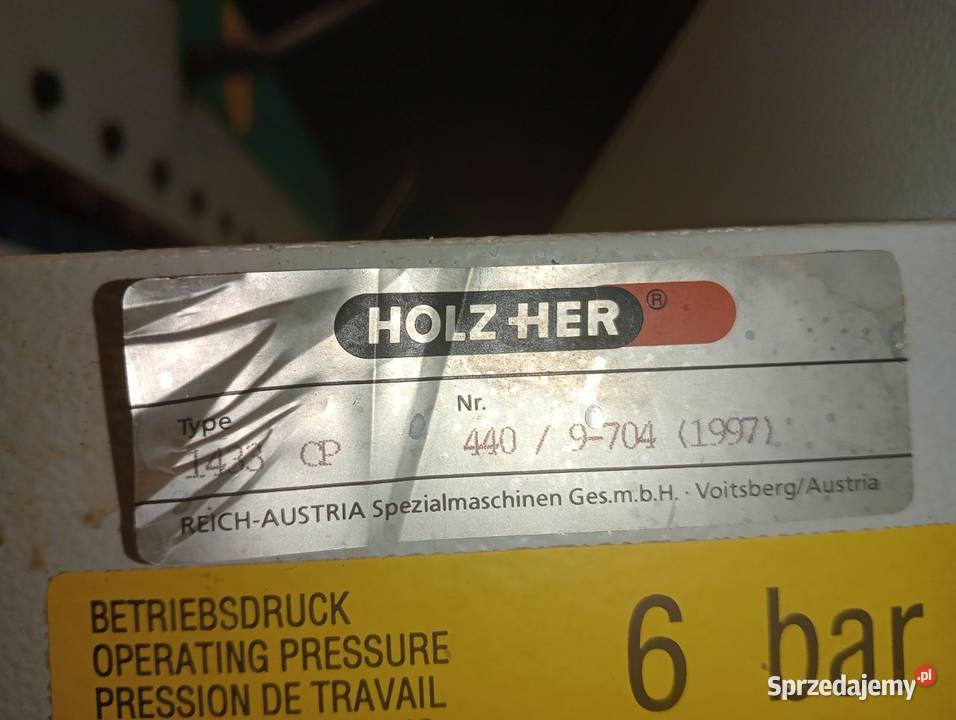 HOLZ-HER ®
Type
Nr.
1433 CP
440 / 9-704 (1997)
REICH-AUSTRIA Spezialmaschinen Ges.m.b.H. · Voitsberg/Austria
BETRIEBSDRUCK
OPERATING PRESSURE
PRESSION DE TRAVAIL
6 bar
Sprzedajemy.pl